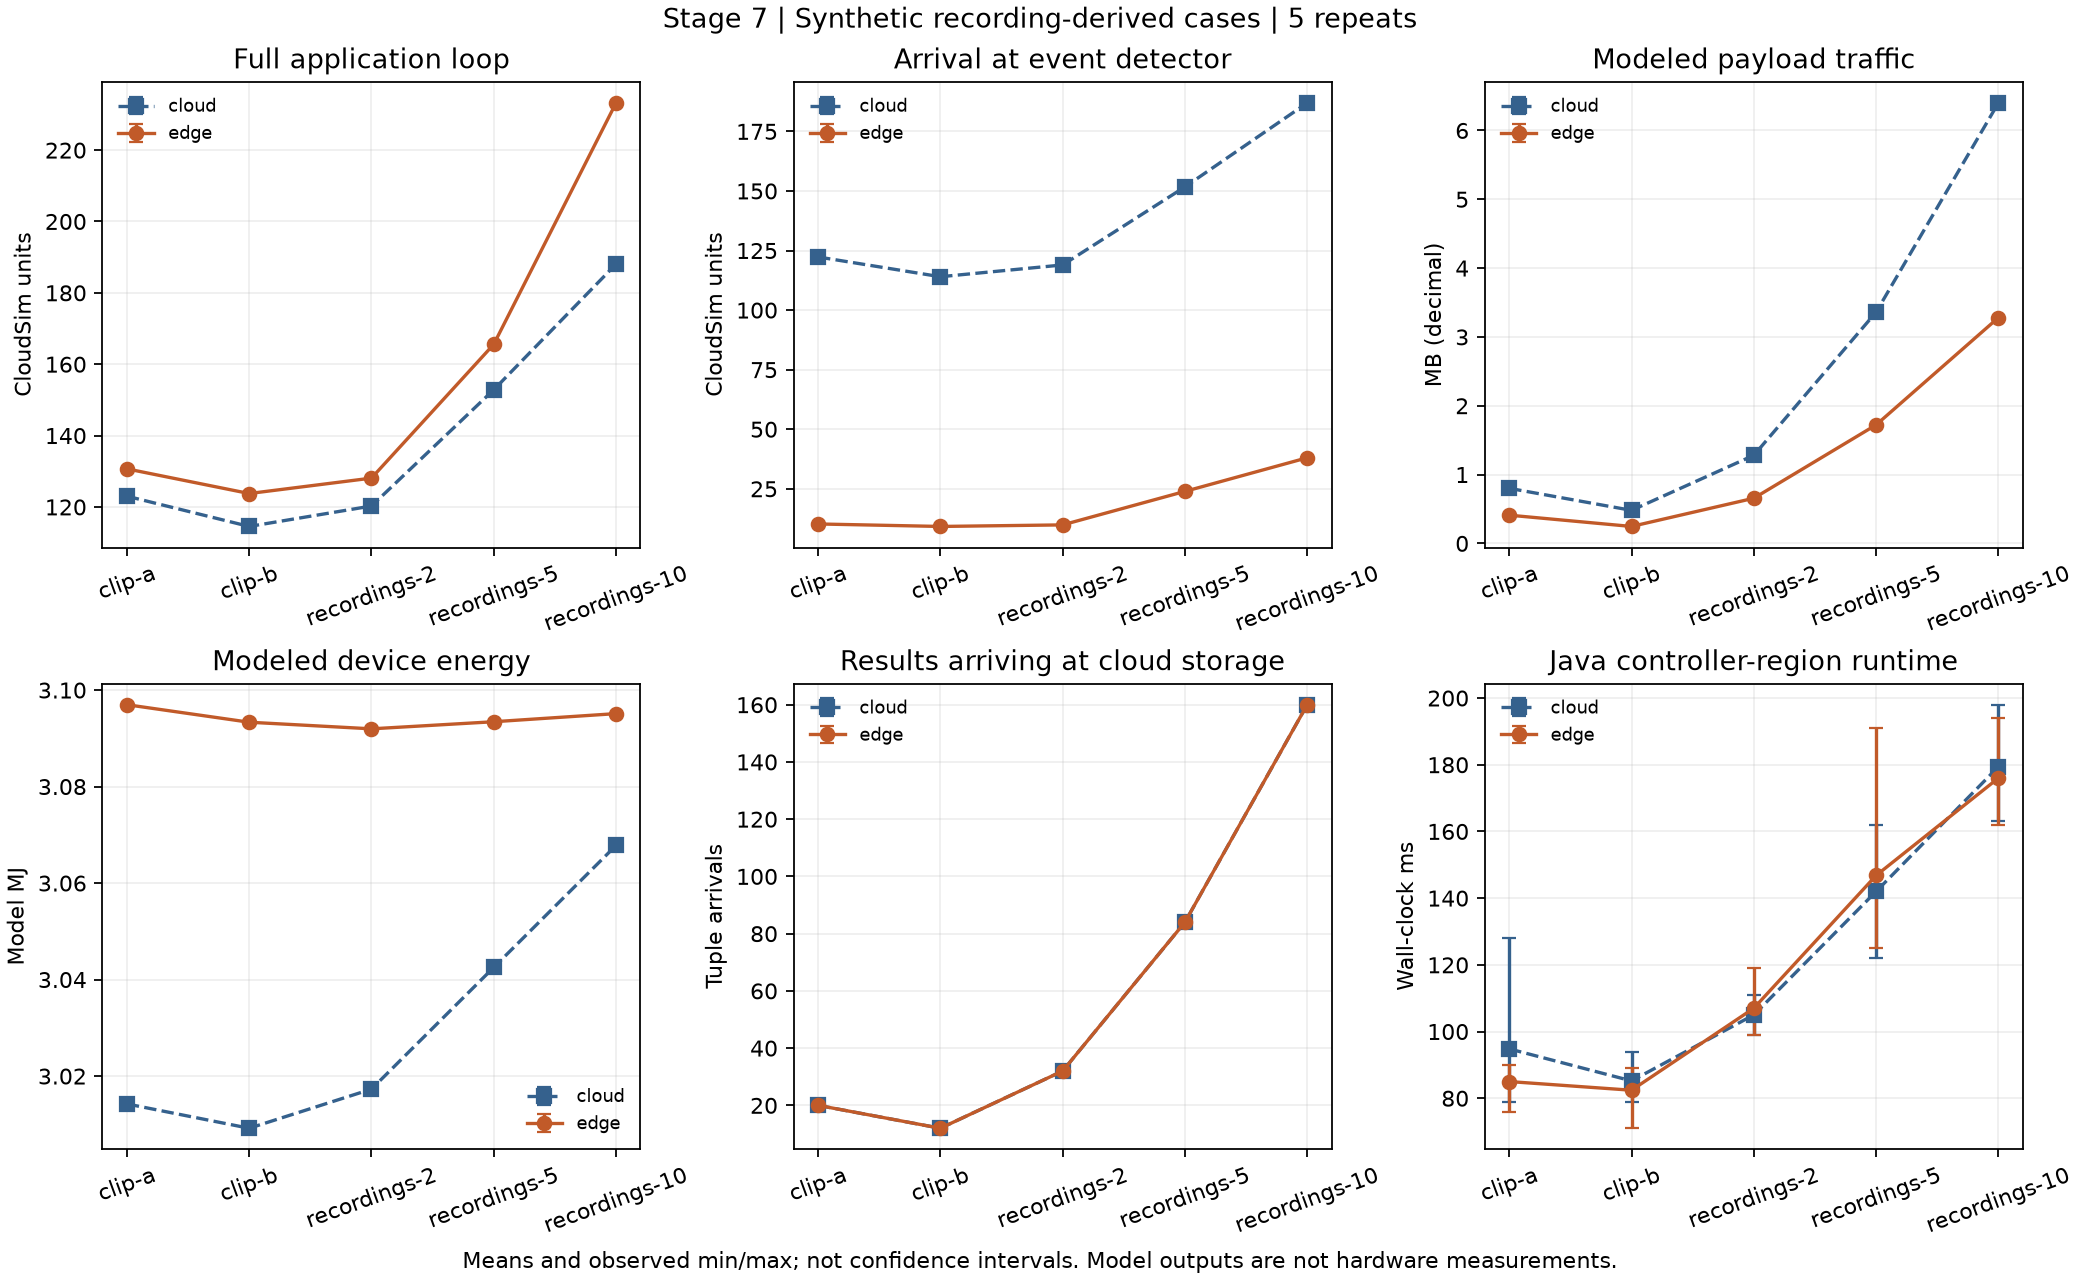 Stage 7 | Synthetic recording-derived cases | 5 repeats
Full application loop
cloud
edge
CloudSim units
220
200
180
160
140
120
clip-a
clip-b
recordings-2
recordings-5
recordings-10
Arrival at event detector
cloud
edge
CloudSim units
175
150
125
100
75
50
25
clip-a
clip-b
recordings-2
recordings-5
recordings-10
Modeled payload traffic
cloud
edge
MB (decimal)
6
5
4
3
2
1
0
clip-a
clip-b
recordings-2
recordings-5
recordings-10
Modeled device energy
Model MJ
3.10
3.08
3.06
3.04
3.02
cloud
edge
clip-a
clip-b
recordings-2
recordings-5
recordings-10
Results arriving at cloud storage
cloud
edge
Tuple arrivals
160
140
120
100
80
60
40
20
clip-a
clip-b
recordings-2
recordings-5
recordings-10
Java controller-region runtime
cloud
edge
Wall-clock ms
200
180
160
140
120
100
80
clip-a
clip-b
recordings-2
recordings-5
recordings-10
Means and observed min/max; not confidence intervals. Model outputs are not hardware measurements.